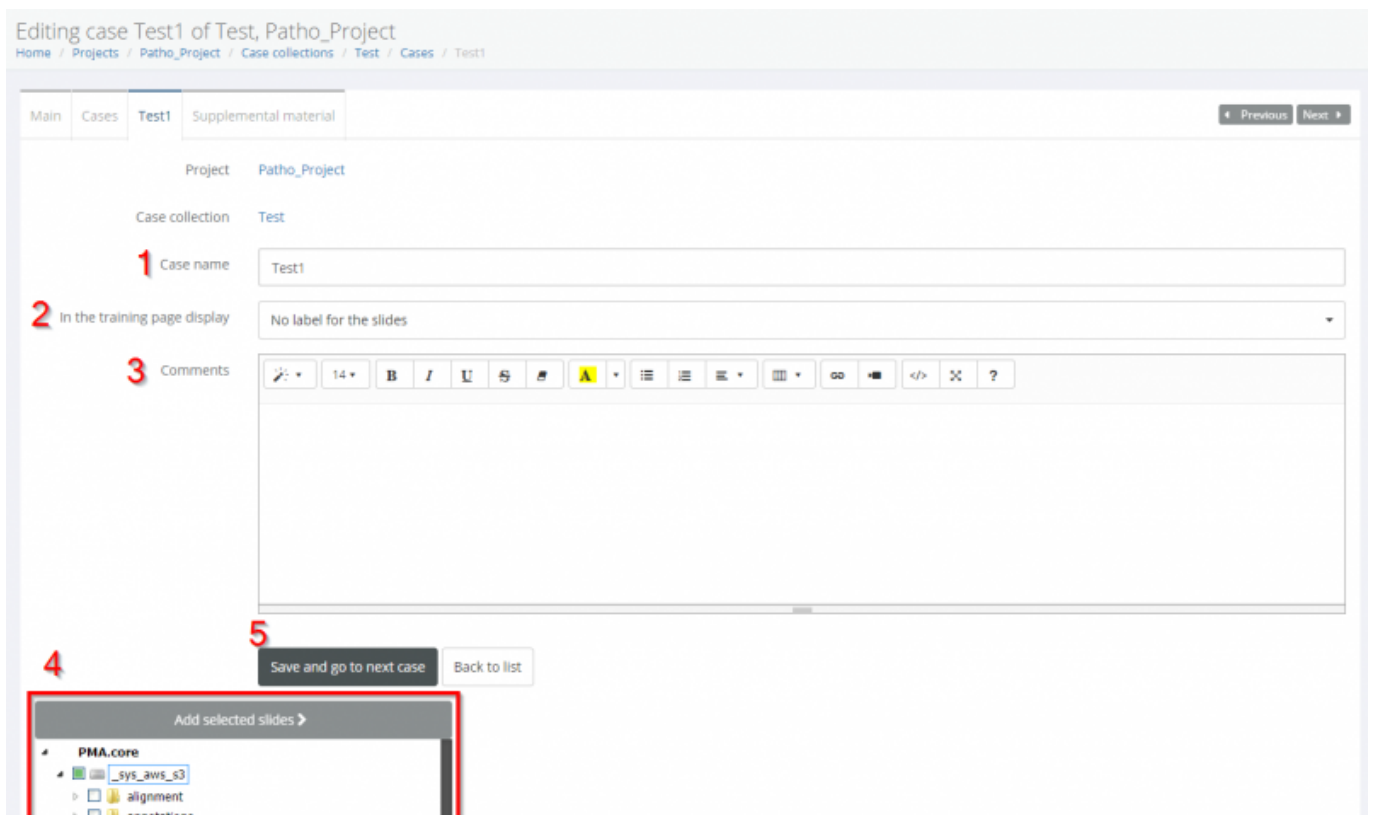 Editing case Test1 of Test, Patho_Project
Home / Projects / Patho_Project / Case collections / Test / Cases / Test1
Main Cases Test1 Supplemental material Previous Next
Project Patho_Project
Case collection Test
1 Case name Test1
2 In the training page display No label for the slides
3 Comments 14 B I U S A </> ?
5
4 Save and go to next case Back to list
Add selected slides
PMA.core
_sys_aws_s3
alignment
annotations